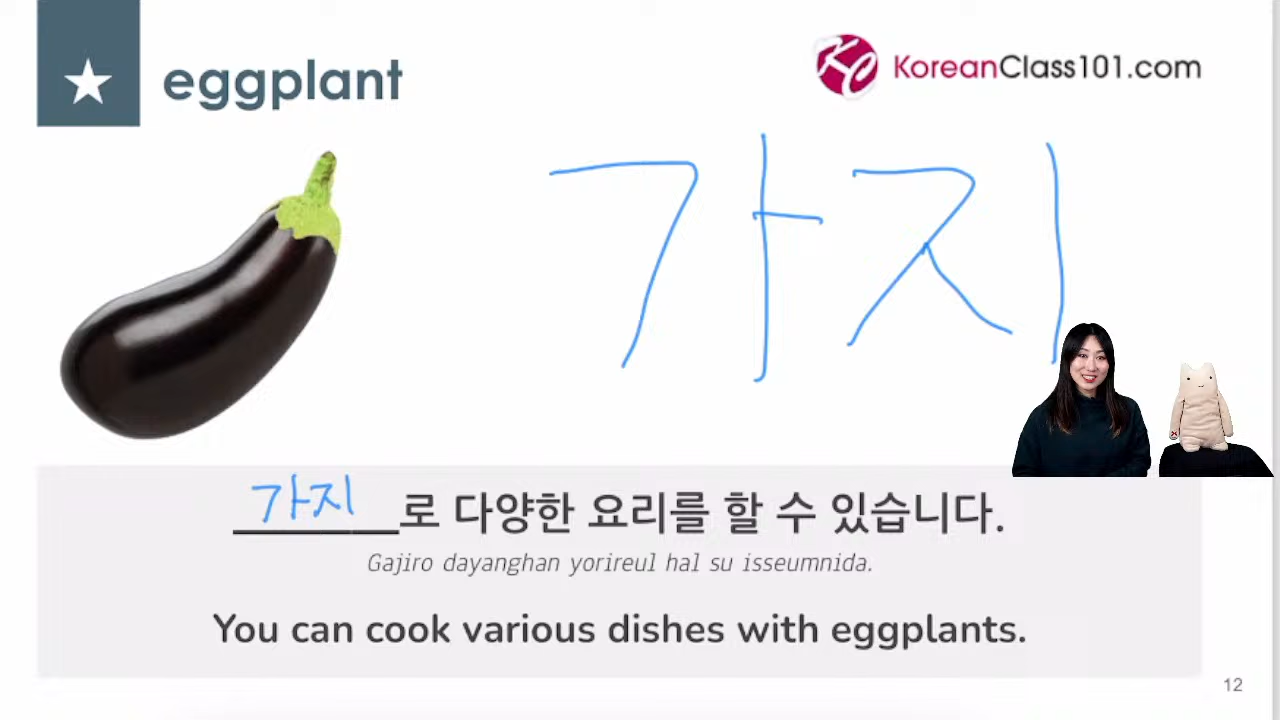 eggplant
KoreanClass101.com
가지
가지로 다양한 요리를 할 수 있습니다.
Gajiro dayanghan yorireul hal su isseumnida.
You can cook various dishes with eggplants.
12